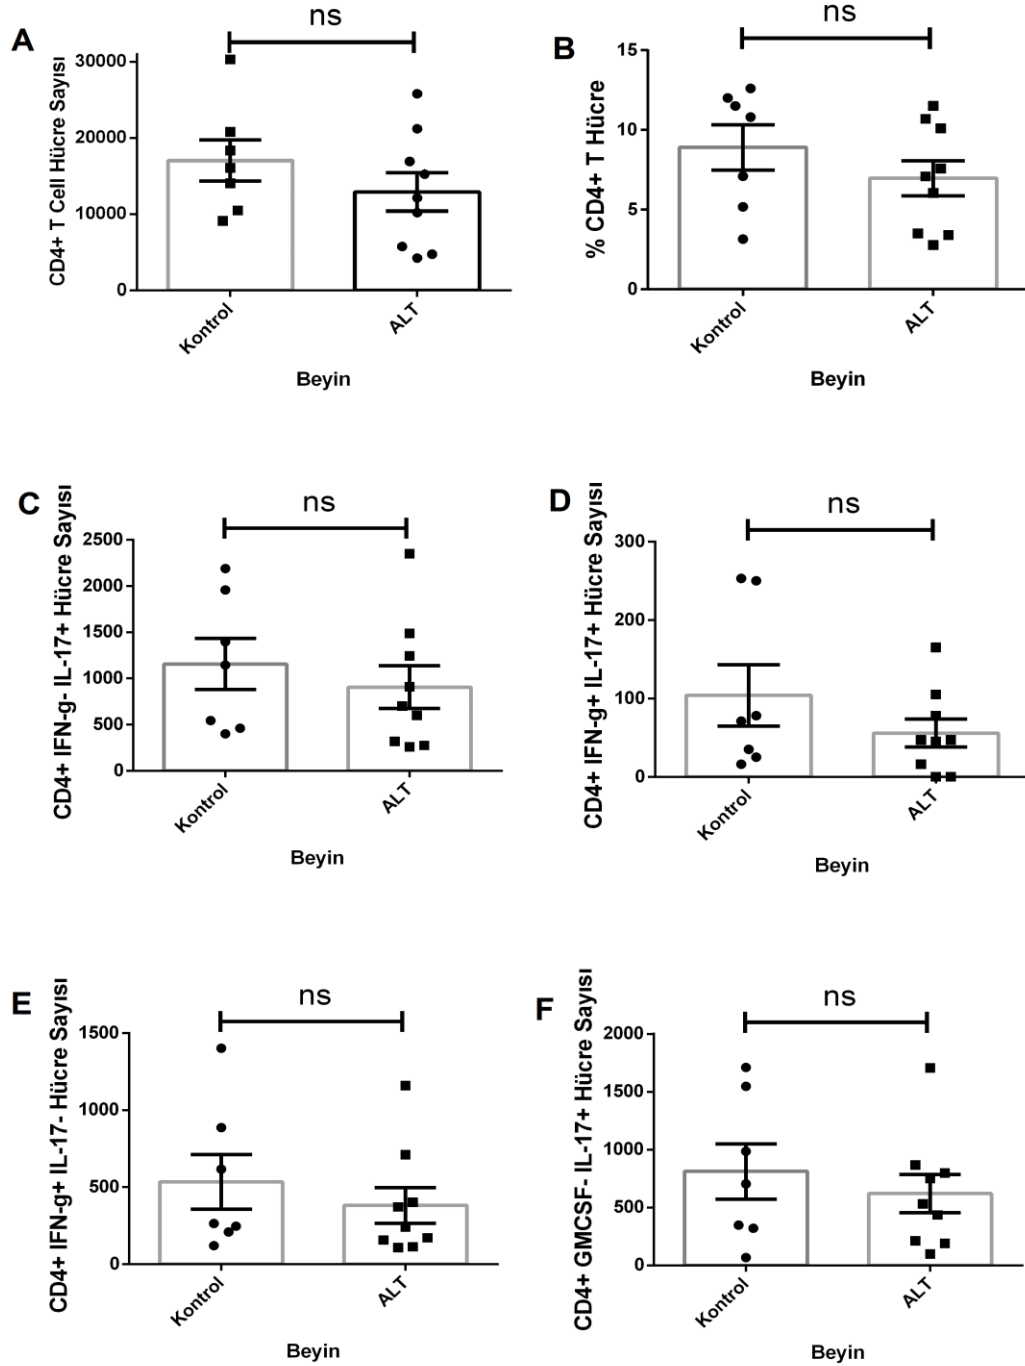 A
ns
CD4+ T Cell Hücre Sayısı
30000
20000
10000
0
Kontrol
ALT
Beyin
B
ns
% CD4+ T Hücre
15
10
5
0
Kontrol
ALT
Beyin
C
ns
CD4+ IFN-g- IL-17+ Hücre Sayısı
2500
2000
1500
1000
500
0
Kontrol
ALT
Beyin
D
ns
CD4+ IFN-g+ IL-17+ Hücre Sayısı
300
200
100
0
Kontrol
ALT
Beyin
E
ns
CD4+ IFN-g+ IL-17- Hücre Sayısı
1500
1000
500
0
Kontrol
ALT
Beyin
F
ns
CD4+ GMCSF- IL-17+ Hücre Sayısı
2000
1500
1000
500
0
Kontrol
ALT
Beyin